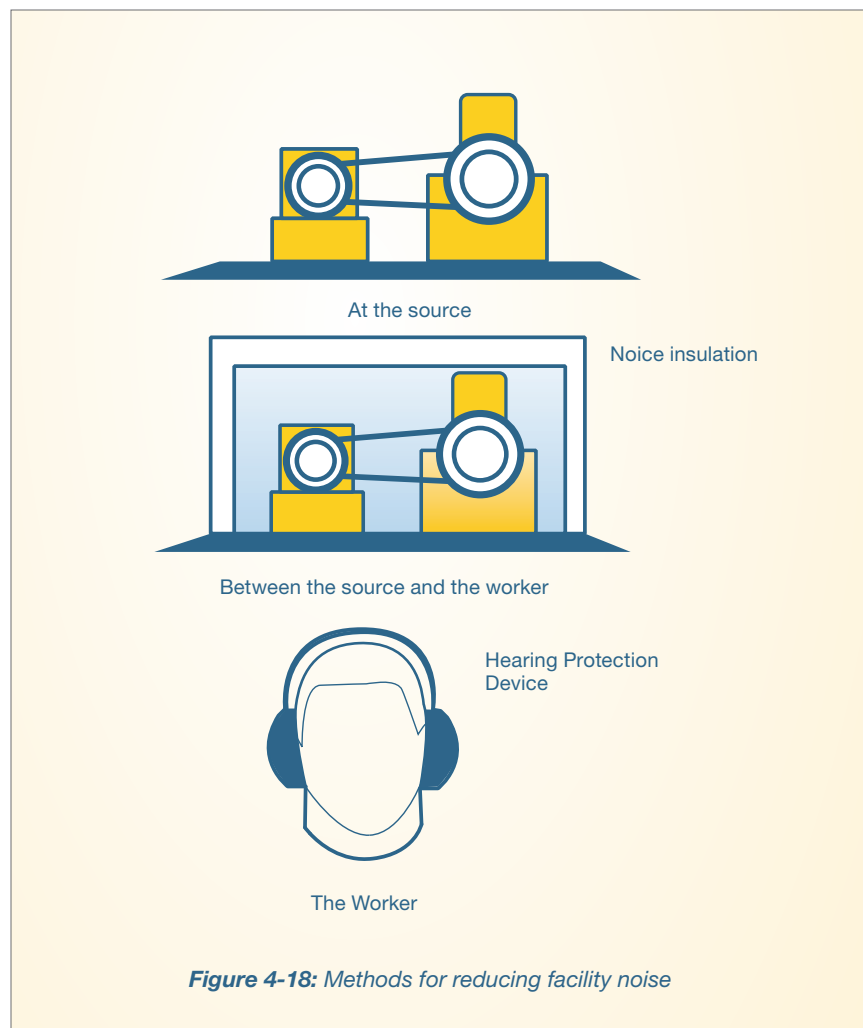 At the source
Noice insulation
Between the source and the worker
Hearing Protection
Device
The Worker
Figure 4-18: Methods for reducing facility noise